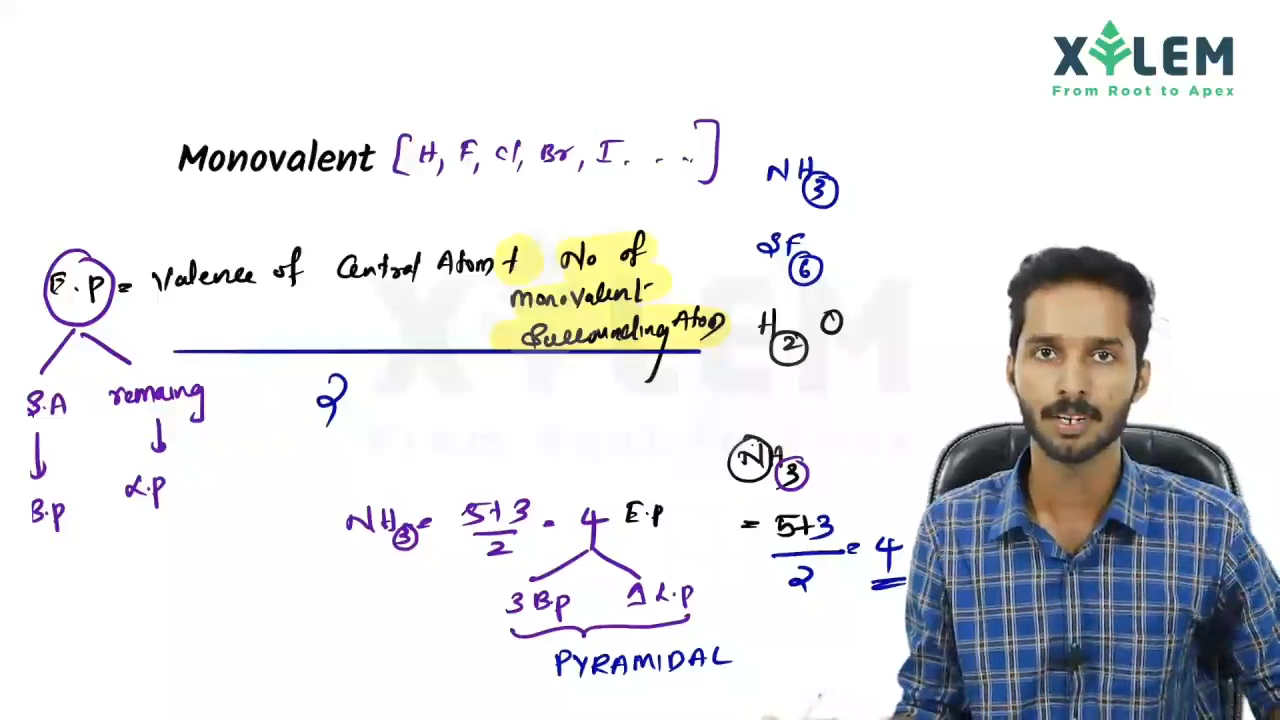 XYLEM
From Root to Apex
Monovalent [H, F, Cl, Br, I. . . ..]
NH3
SF6
H2O
E.p = Valence of Central Atom + No of
monovalent
Surrounding Atom
2
S.A remaing
B.p L.p
NH3 = 5+3/2 = 4 E.p
3 B.p 1 L.p
PYRAMIDAL
NH3
= 5+3/2 = 4